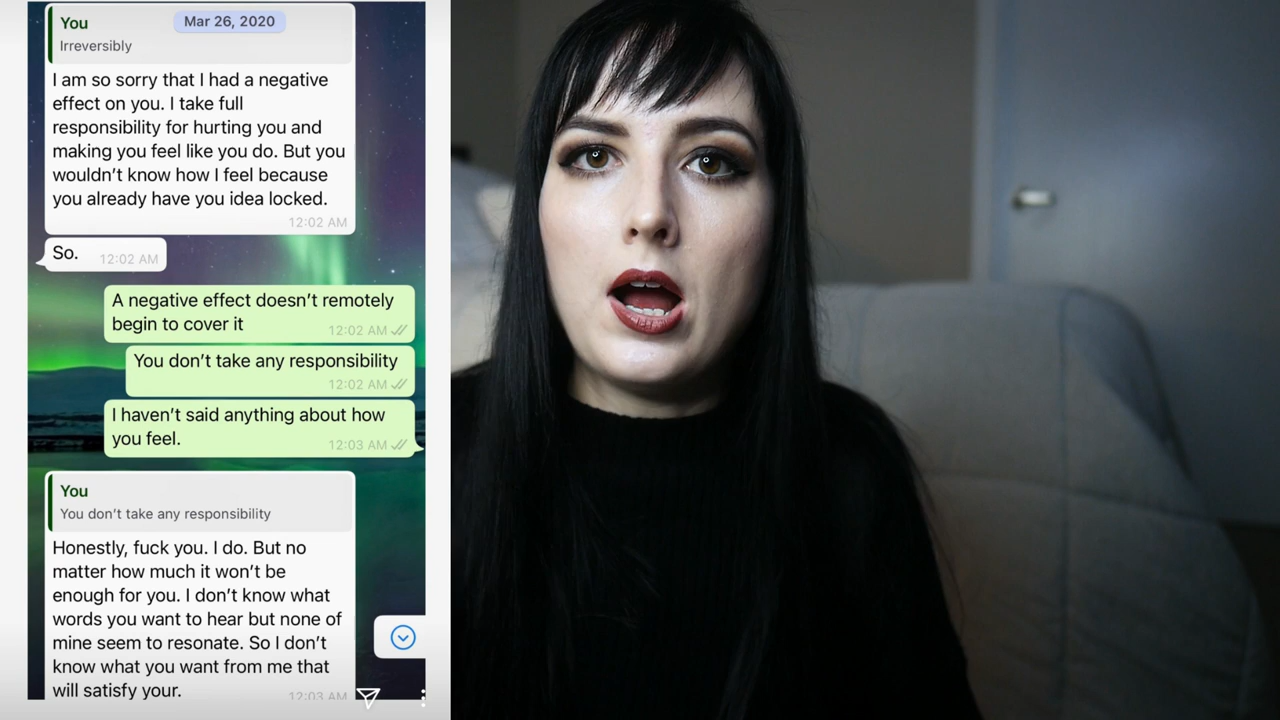 Mar 26, 2020
You
Irreversibly
I am so sorry that I had a negative
effect on you. I take full
responsibility for hurting you and
making you feel like you do. But you
wouldn't know how I feel because
you already have you idea locked.
12:02 AM
So. 12:02 AM
A negative effect doesn't remotely
begin to cover it 12:02 AM
You don't take any responsibility
12:02 AM
I haven't said anything about how
you feel. 12:03 AM
You
You don't take any responsibility
Honestly, fuck you. I do. But no
matter how much it won't be
enough for you. I don't know what
words you want to hear but none of
mine seem to resonate. So I don't
know what you want from me that
will satisfy your. 12:03 AM